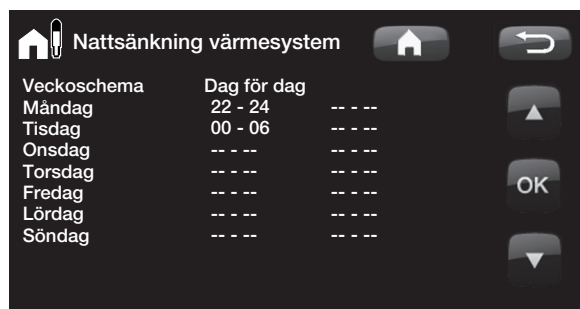 Nattsänkning värmesystem
Veckoschema Dag för dag
Måndag 22 - 24 -- - --
Tisdag 00 - 06 -- - --
Onsdag -- - -- -- - --
Torsdag -- - -- -- - --
Fredag -- - -- -- - --
Lördag -- - -- -- - --
Söndag -- - -- -- - --
OK